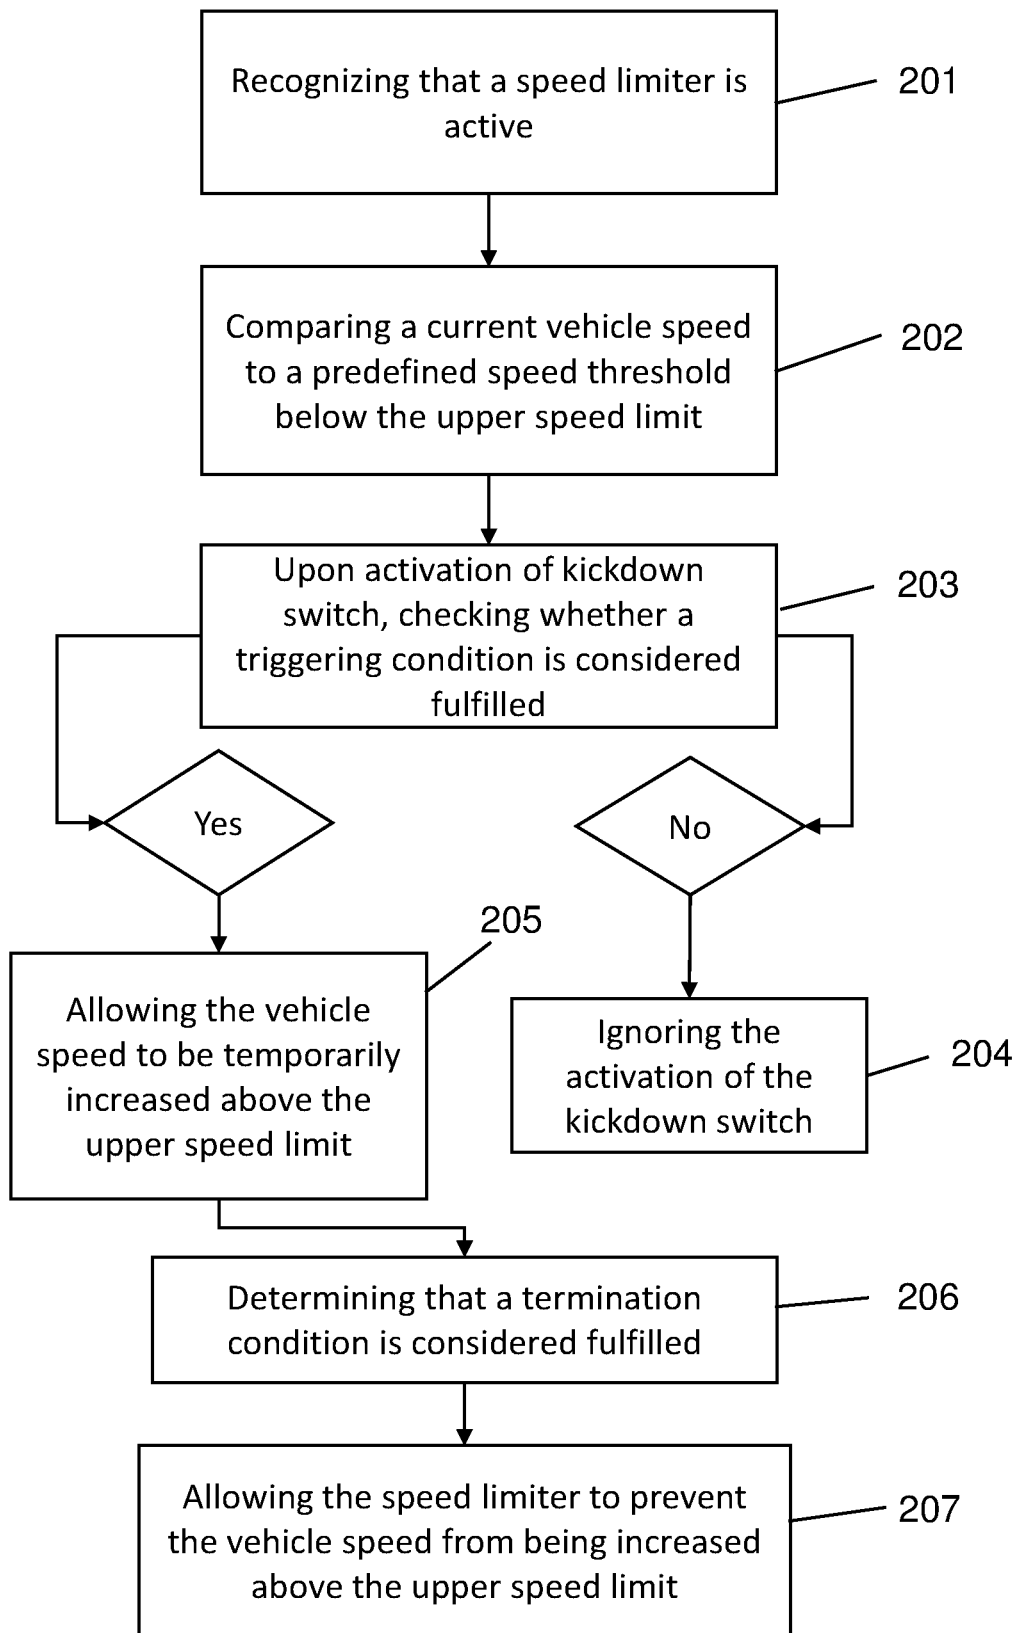 Recognizing that a speed limiter is
active
201
Comparing a current vehicle speed
to a predefined speed threshold
below the upper speed limit
202
Upon activation of kickdown
switch, checking whether a
triggering condition is considered
fulfilled
203
Yes
No
205
Allowing the vehicle
speed to be temporarily
increased above the
upper speed limit
Ignoring the
activation of the
kickdown switch
204
Determining that a termination
condition is considered fulfilled
206
Allowing the speed limiter to prevent
the vehicle speed from being increased
above the upper speed limit
207